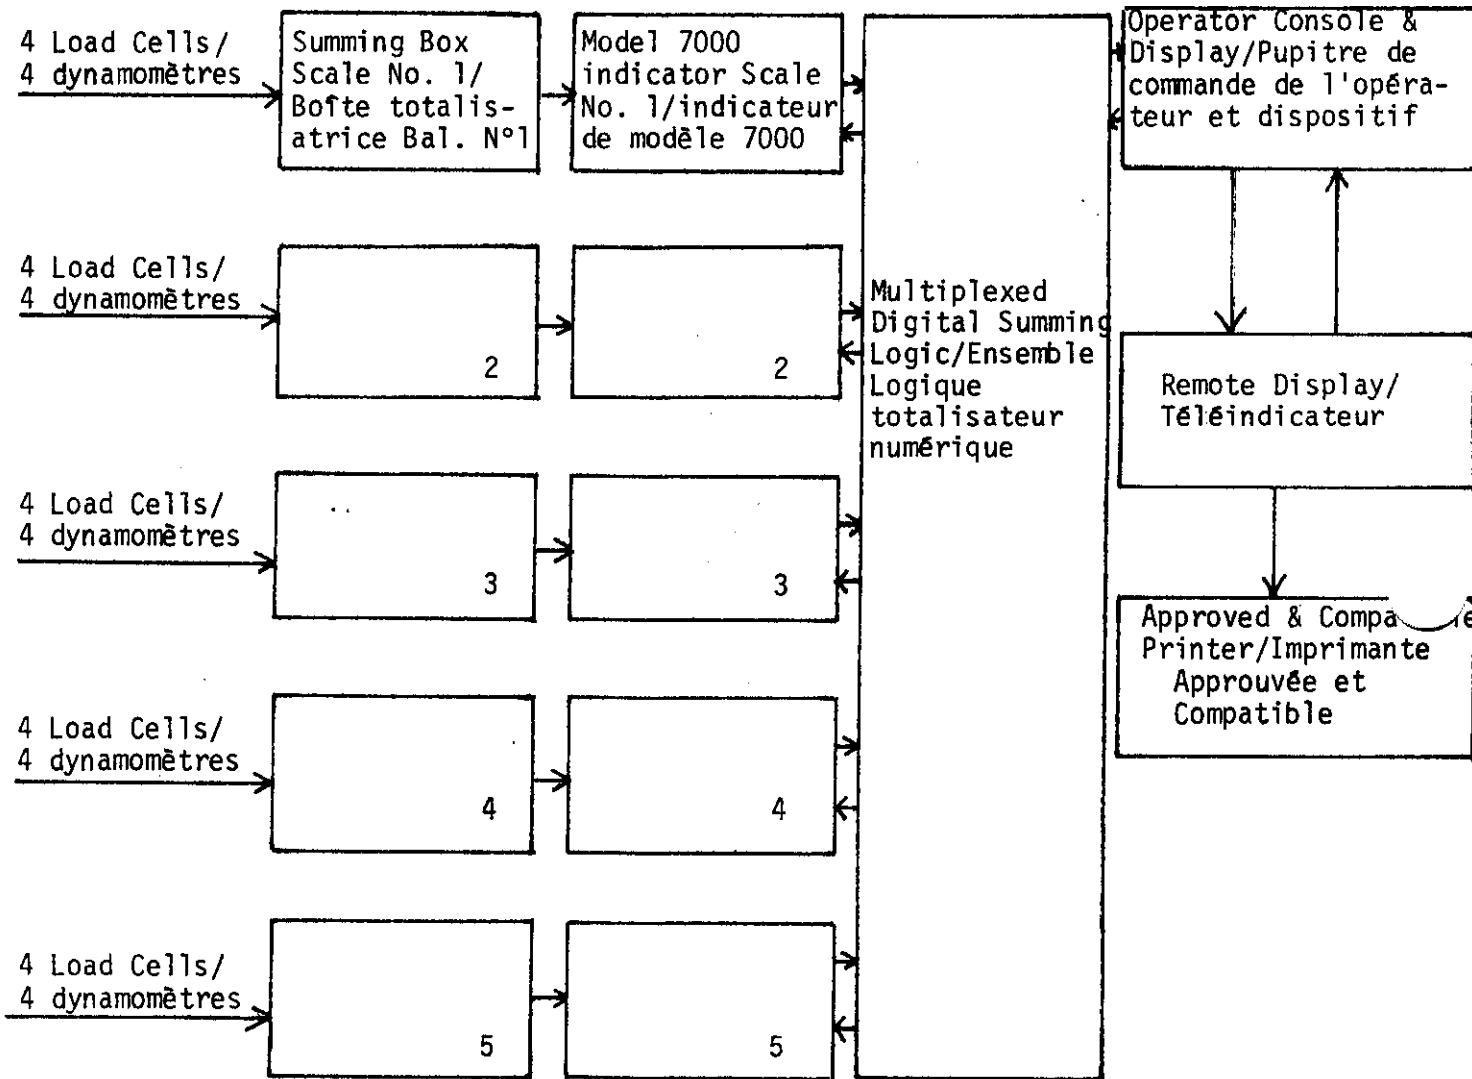 4 Load Cells/
4 dynamomètres
Summing Box
Scale No. 1/
Boîte totalis-
atrice Bal. N°1
Model 7000
indicator Scale
No. 1/indicateur
de modèle 7000
Operator Console &
Display/Pupitre de
commande de l'opéra-
teur et dispositif
4 Load Cells/
4 dynamomètres
2
2
Multiplexed
Digital Summing
Logic/Ensemble
Logique
totalisateur
numérique
Remote Display/
Téléindicateur
4 Load Cells/
4 dynamomètres
3
3
Approved &
Printer/Imprimante
Approuvée et
Compatible
4 Load Cells/
4 dynamomètres
4
4
4 Load Cells/
4 dynamomètres
5
5